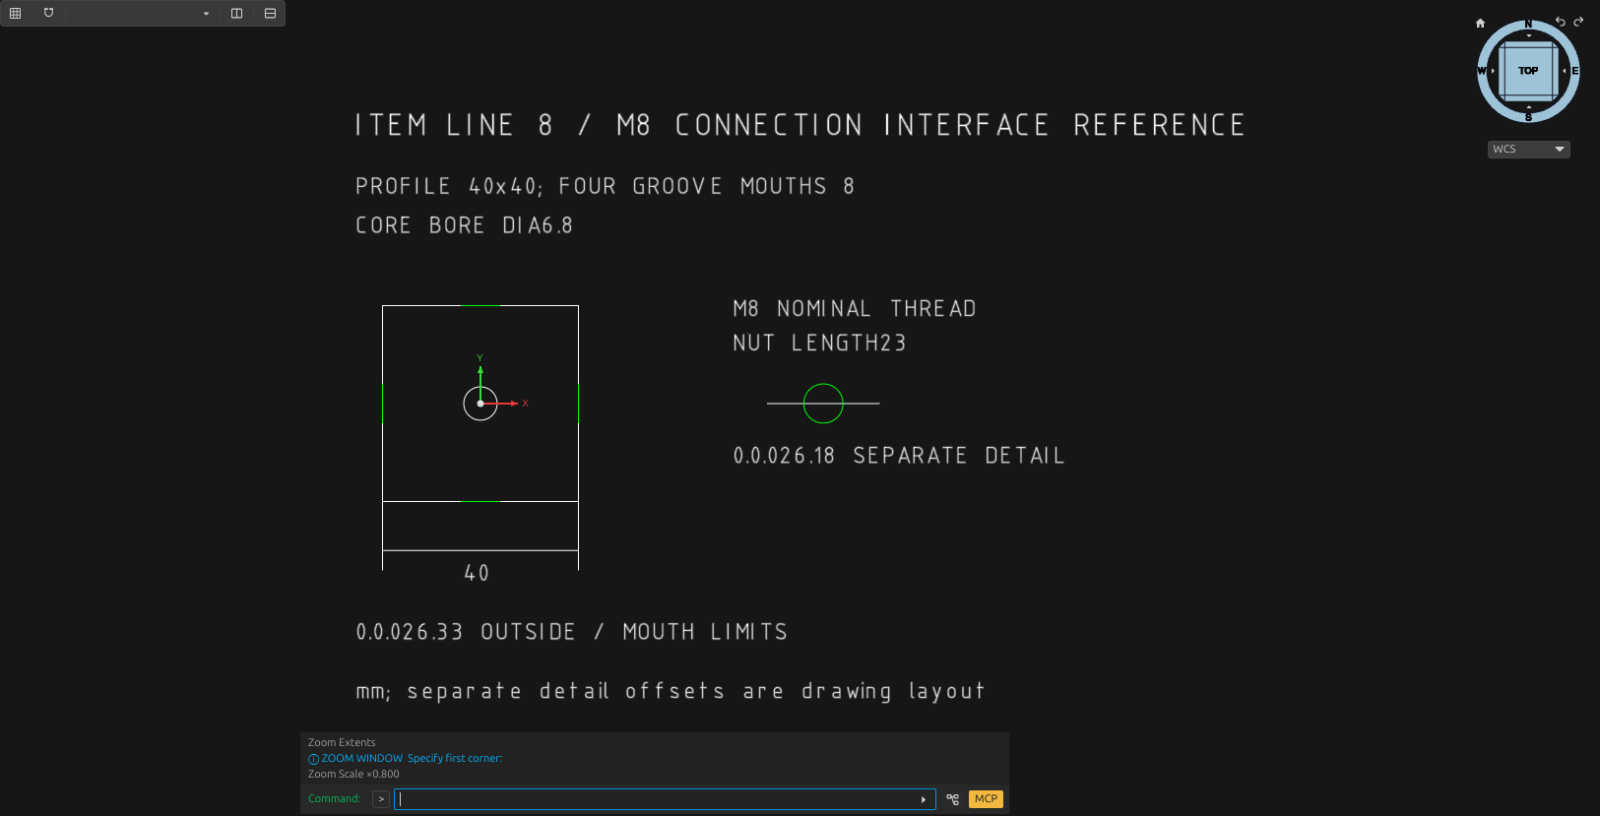 N
W
TOP
E
S
WCS
ITEM LINE 8 / M8 CONNECTION INTERFACE REFERENCE
PROFILE 40x40; FOUR GROOVE MOUTHS 8
CORE BORE DIA6.8
M8 NOMINAL THREAD
NUT LENGTH23
Y
X
0.0.026.18 SEPARATE DETAIL
40
0.0.026.33 OUTSIDE / MOUTH LIMITS
mm; separate detail offsets are drawing layout
Zoom Extents
ZOOM WINDOW Specify first corner:
Zoom Scale ×0.800
Command: >
MCP